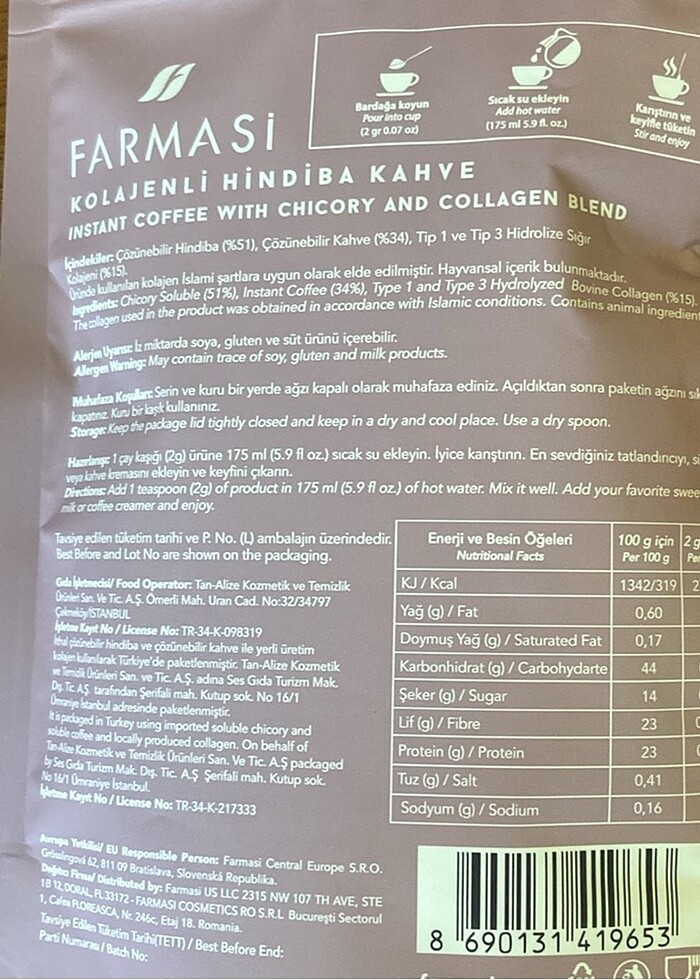 Bardağa koyun
Pour into cup
(2 gr 0.07 oz)
Sıcak su ekleyin
Add hot water
(175 ml 5.9 fl. oz.)
Karıştırın ve
keyifle tüketin
Stir and enjoy
FARMASi
KOLAJENLİ HİNDİBA KAHVE
INSTANT COFFEE WITH CHICORY AND COLLAGEN BLEND
İçindekiler: Çözünebilir Hindiba (%51), Çözünebilir Kahve (%34), Tip 1 ve Tip 3 Hidrolize Sığır
Kolajeni (%15).
Üründe kullanılan kolajen İslami şartlara uygun olarak elde edilmiştir. Hayvansal içerik bulunmaktadır.
Ingredients: Chicory Soluble (51%), Instant Coffee (34%), Type 1 and Type 3 Hydrolyzed Bovine Collagen (%15).
The collagen used in the product was obtained in accordance with Islamic conditions. Contains animal ingredient
Alerjen Uyarısı: İz miktarda soya, gluten ve süt ürünü içerebilir.
Allergen Warning: May contain trace of soy, gluten and milk products.
Muhafaza Koşulları: Serin ve kuru bir yerde ağzı kapalı olarak muhafaza ediniz. Açıldıktan sonra paketin ağzını
kapatınız. Kuru bir kaşık kullanınız.
Storage: Keep the package lid tightly closed and keep in a dry and cool place. Use a dry spoon.
Hazırlanışı: 1 çay kaşığı (2g) ürüne 175 ml (5.9 fl oz.) sıcak su ekleyin. İyice karıştırın. En sevdiğiniz tatlandırıcıyı,
veya kahve kremasını ekleyin ve keyfini çıkarın.
Directions: Add 1 teaspoon (2g) of product in 175 ml (5.9 fl oz.) of hot water. Mix it well. Add your favorite
milk or coffee creamer and enjoy.
Tavsiye edilen tüketim tarihi ve P. No. (L) ambalajın üzerindedir.
Best Before and Lot No are shown on the packaging.
Gıda İşletmecisi/ Food Operator: Tan-Alize Kozmetik ve Temizlik
Ürünleri San. Ve Tic. A.Ş. Ömerli Mah. Uran Cad. No:32/34797
Çekmeköy/İSTANBUL
İşletme Kayıt No / License No: TR-34-K-098319
İthal çözünebilir hindiba ve çözünebilir kahve ile yerli üretim
kolajen kullanılarak Türkiye'de paketlenmiştir. Tan-Alize Kozmetik
ve Temizlik Ürünleri San. ve Tic. A.Ş. adına Ses Gıda Turizm Mak.
Dış. Tic. A.Ş. tarafından Şerifali mah. Kutup sok. No 16/1
Ümraniye İstanbul adresinde paketlenmiştir.
It is packaged in Turkey using imported soluble chicory and
soluble coffee and locally produced collagen. On behalf of
Tan-Alize Kozmetik ve Temizlik Ürünleri San. Ve Tic. A.Ş packaged
by Ses Gıda Turizm Mak. Dış. Tic. A.Ş Şerifali mah. Kutup sok.
No 16/1 Ümraniye İstanbul.
İşletme Kayıt No / License No: TR-34-K-217333
Enerji ve Besin Öğeleri 100 g için 2 g
Nutritional Facts Per 100 g
KJ / Kcal 1342/319
Yağ (g) / Fat 0,60
Doymuş Yağ (g) / Saturated Fat 0,17
Karbonhidrat (g) / Carbohydarte 44
Şeker (g) / Sugar 14
Lif (g) / Fibre 23
Protein (g) / Protein 23
Tuz (g) / Salt 0,41
Sodyum (g) / Sodium 0,16
Avrupa Yetkilisi/ EU Responsible Person: Farmasi Central Europe S.R.O.
Grösslingová 62, 811 09 Bratislava, Slovenská Republika.
Dağıtıcı Firma/ Distributed by: Farmasi US LLC 2315 NW 107 TH AVE, STE
1B 12, DORAL, FL 33172 - FARMASI COSMETICS RO S.R.L Bucureşti Sectorul
1, Calea FLOREASCA, Nr. 246c, Etaj 18. Romania.
Tavsiye Edilen Tüketim Tarihi(TETT) / Best Before End:
Parti Numarası / Batch No:
8 690131 419653